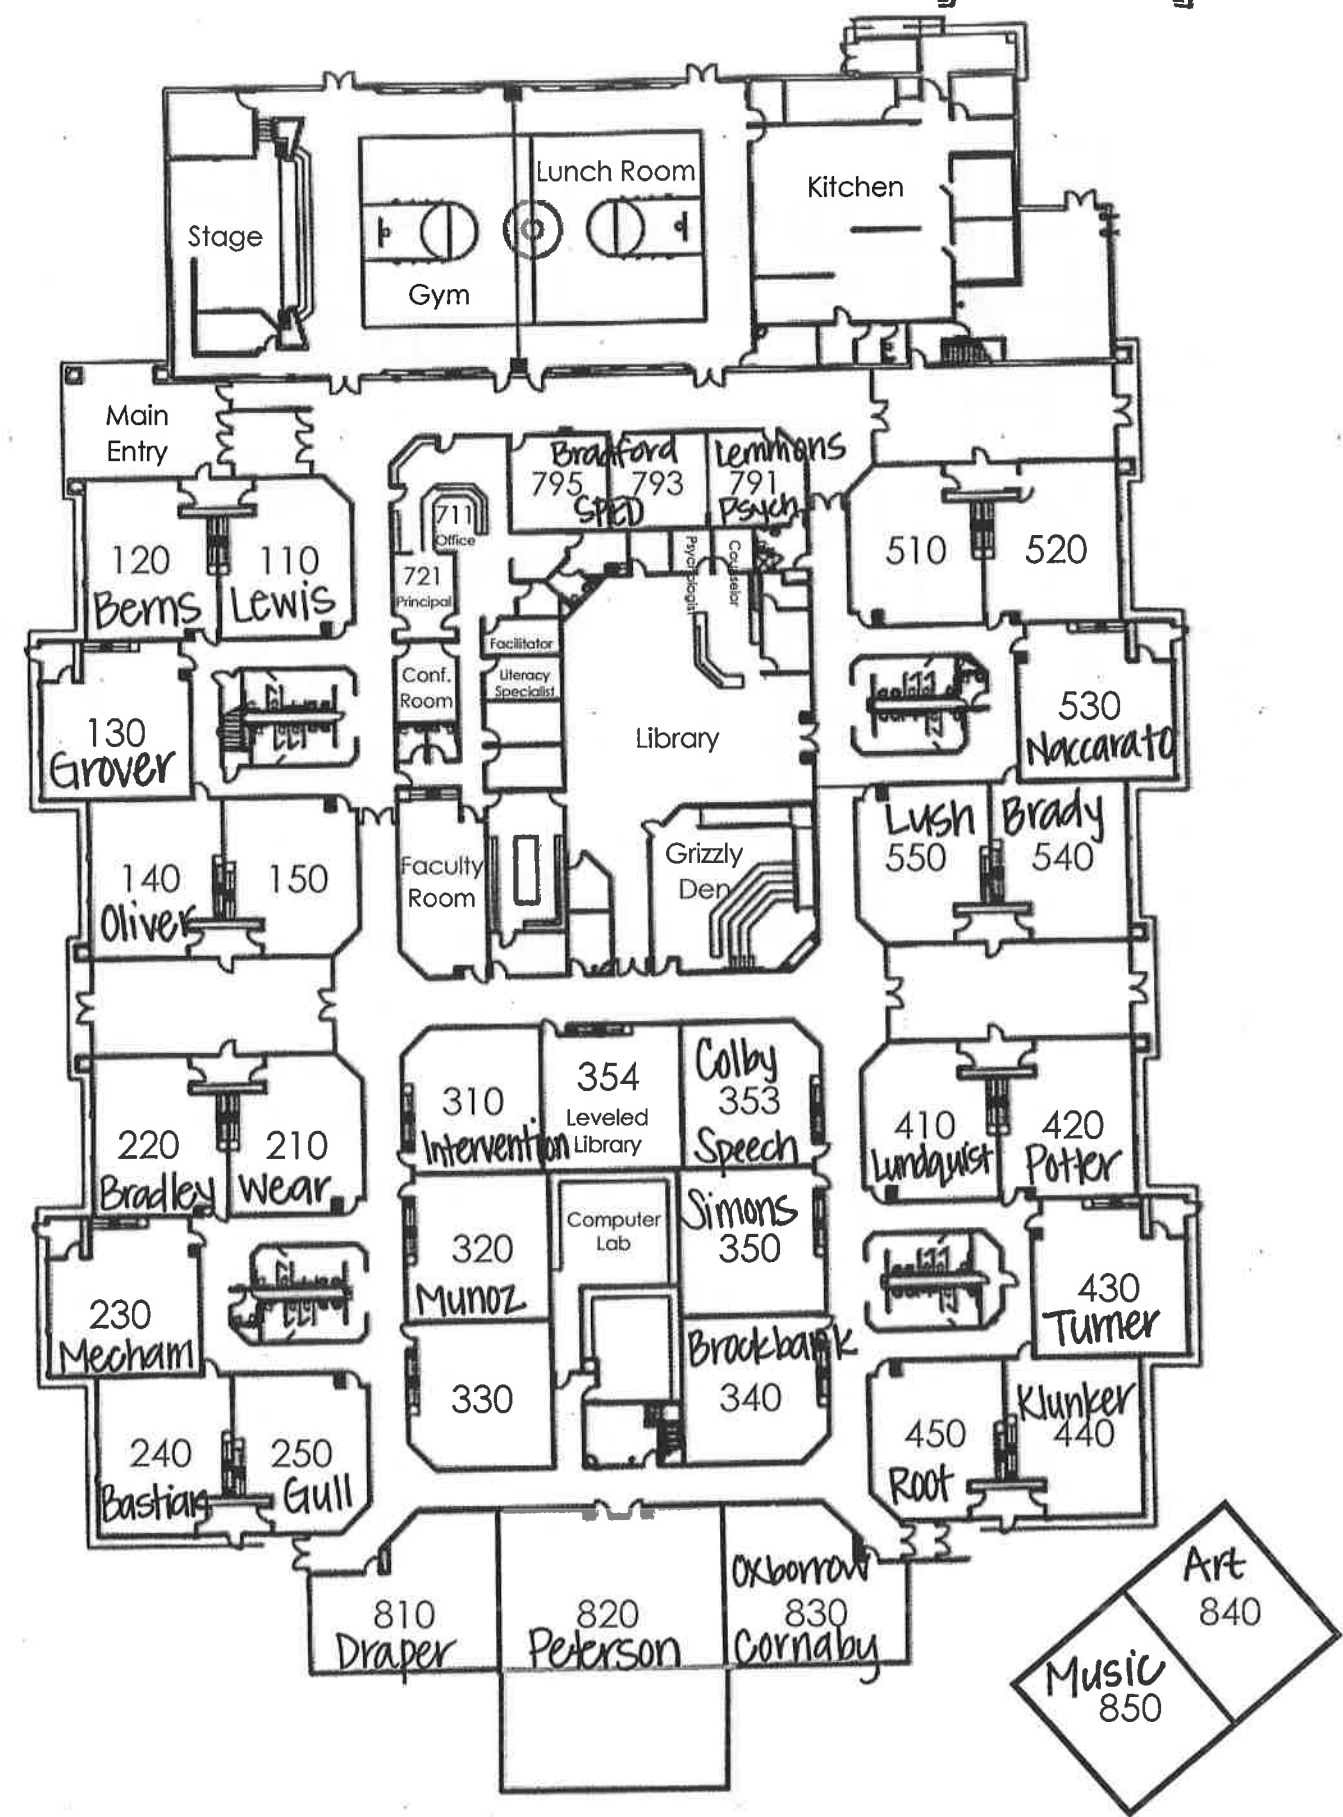 Lunch Room
Kitchen
Stage
Gym
Main
Entry
Bradford
Lemmons
795
793
791
SPED
Psych
711
Office
721
Principal
Psychologist
Counselor
120
Berns
110
Lewis
510
520
Facilitator
Conf.
Room
Literacy
Specialist
130
Grover
Library
530
Naccarato
140
Oliver
150
Faculty
Room
Grizzly
Den
Lush
550
Brady
540
310
Intervention
354
Leveled
Library
Colby
353
Speech
220
Bradley
210
Wear
410
Lundquist
420
Potter
320
Munoz
Computer
Lab
Simons
350
230
Mecham
430
Turner
330
Brockbank
340
240
Bastian
250
Gull
450
Root
Klunker
440
810
Draper
820
Peterson
Oxborrow
830
Cornaby
Art
840
Music
850